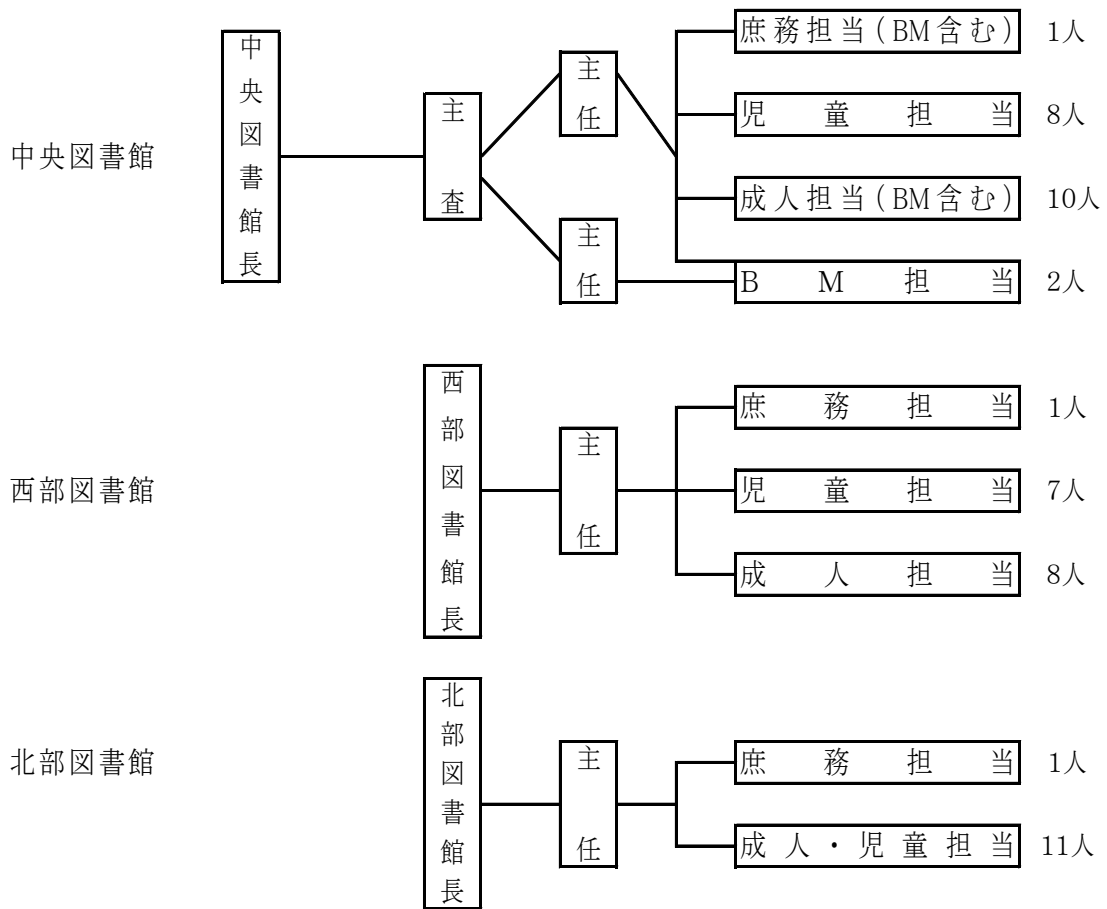 中央図書館
中央図書館長
主査
主任
主任
庶務担当(BM含む) 1人
児童担当 8人
成人担当(BM含む) 10人
BM担当 2人
西部図書館
西部図書館長
主任
庶務担当 1人
児童担当 7人
成人担当 8人
北部図書館
北部図書館長
主任
庶務担当 1人
成人・児童担当 11人